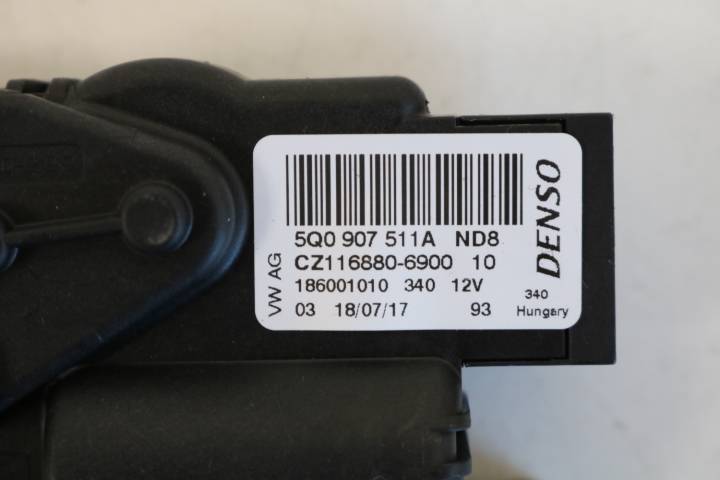 5Q0 907 511A ND8
CZ116880-6900 10
186001010 340 12V
03 18/07/17 93
VW AG
DENSO
340
Hungary